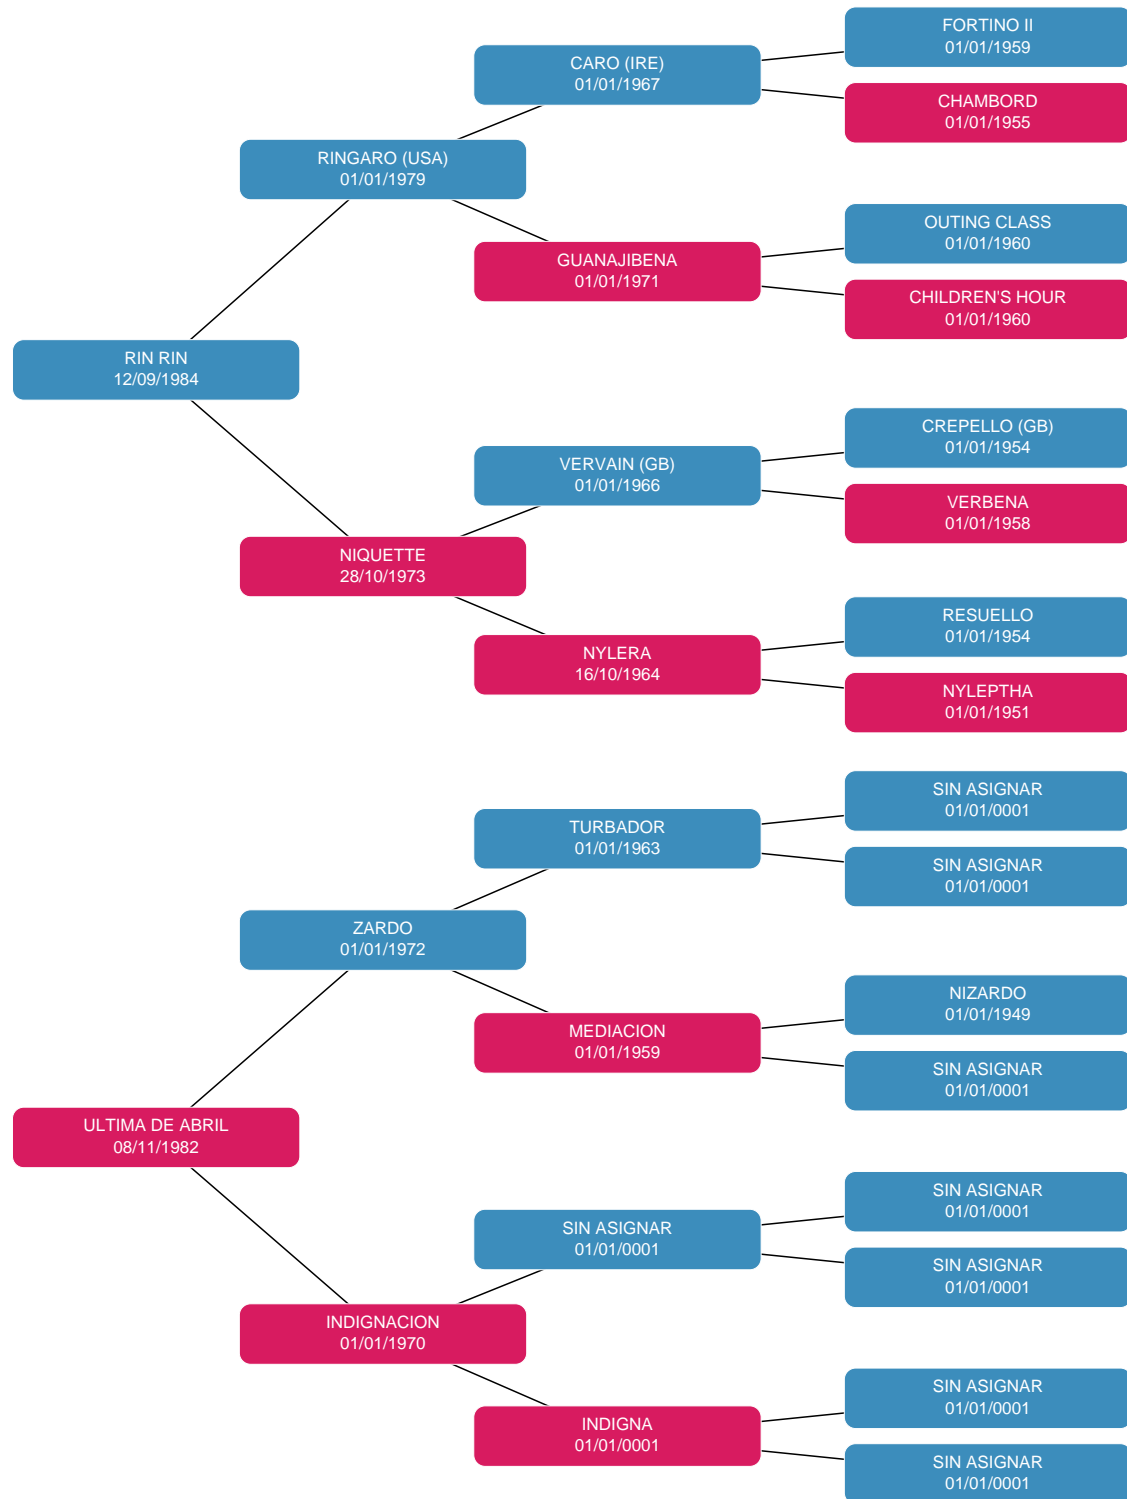 FORTINO II
01/01/1959
CARO (IRE)
01/01/1967
CHAMBORD
01/01/1955
RINGARO (USA)
01/01/1979
OUTING CLASS
01/01/1960
GUANAJIBENA
01/01/1971
CHILDREN'S HOUR
01/01/1960
RIN RIN
12/09/1984
CREPELLO (GB)
01/01/1954
VERVAIN (GB)
01/01/1966
VERBENA
01/01/1958
NIQUETTE
28/10/1973
RESUELLO
01/01/1954
NYLERA
16/10/1964
NYLEPTHA
01/01/1951
SIN ASIGNAR
01/01/0001
TURBADOR
01/01/1963
SIN ASIGNAR
01/01/0001
ZARDO
01/01/1972
NIZARDO
01/01/1949
MEDIACION
01/01/1959
SIN ASIGNAR
01/01/0001
ULTIMA DE ABRIL
08/11/1982
SIN ASIGNAR
01/01/0001
SIN ASIGNAR
01/01/0001
SIN ASIGNAR
01/01/0001
INDIGNACION
01/01/1970
SIN ASIGNAR
01/01/0001
INDIGNA
01/01/0001
SIN ASIGNAR
01/01/0001